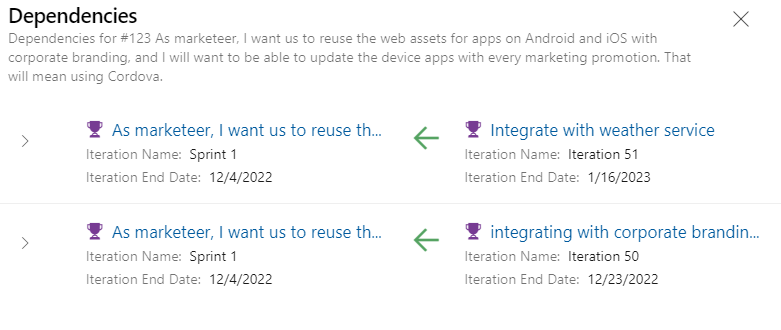 Dependencies
Dependencies for #123 As marketeer, I want us to reuse the web assets for apps on Android and iOS with
corporate branding, and I will want to be able to update the device apps with every marketing promotion. That
will mean using Cordova.
As marketeer, I want us to reuse th...
Iteration Name: Sprint 1
Iteration End Date: 12/4/2022
Integrate with weather service
Iteration Name: Iteration 51
Iteration End Date: 1/16/2023
As marketeer, I want us to reuse th...
Iteration Name: Sprint 1
Iteration End Date: 12/4/2022
integrating with corporate brandin...
Iteration Name: Iteration 50
Iteration End Date: 12/23/2022